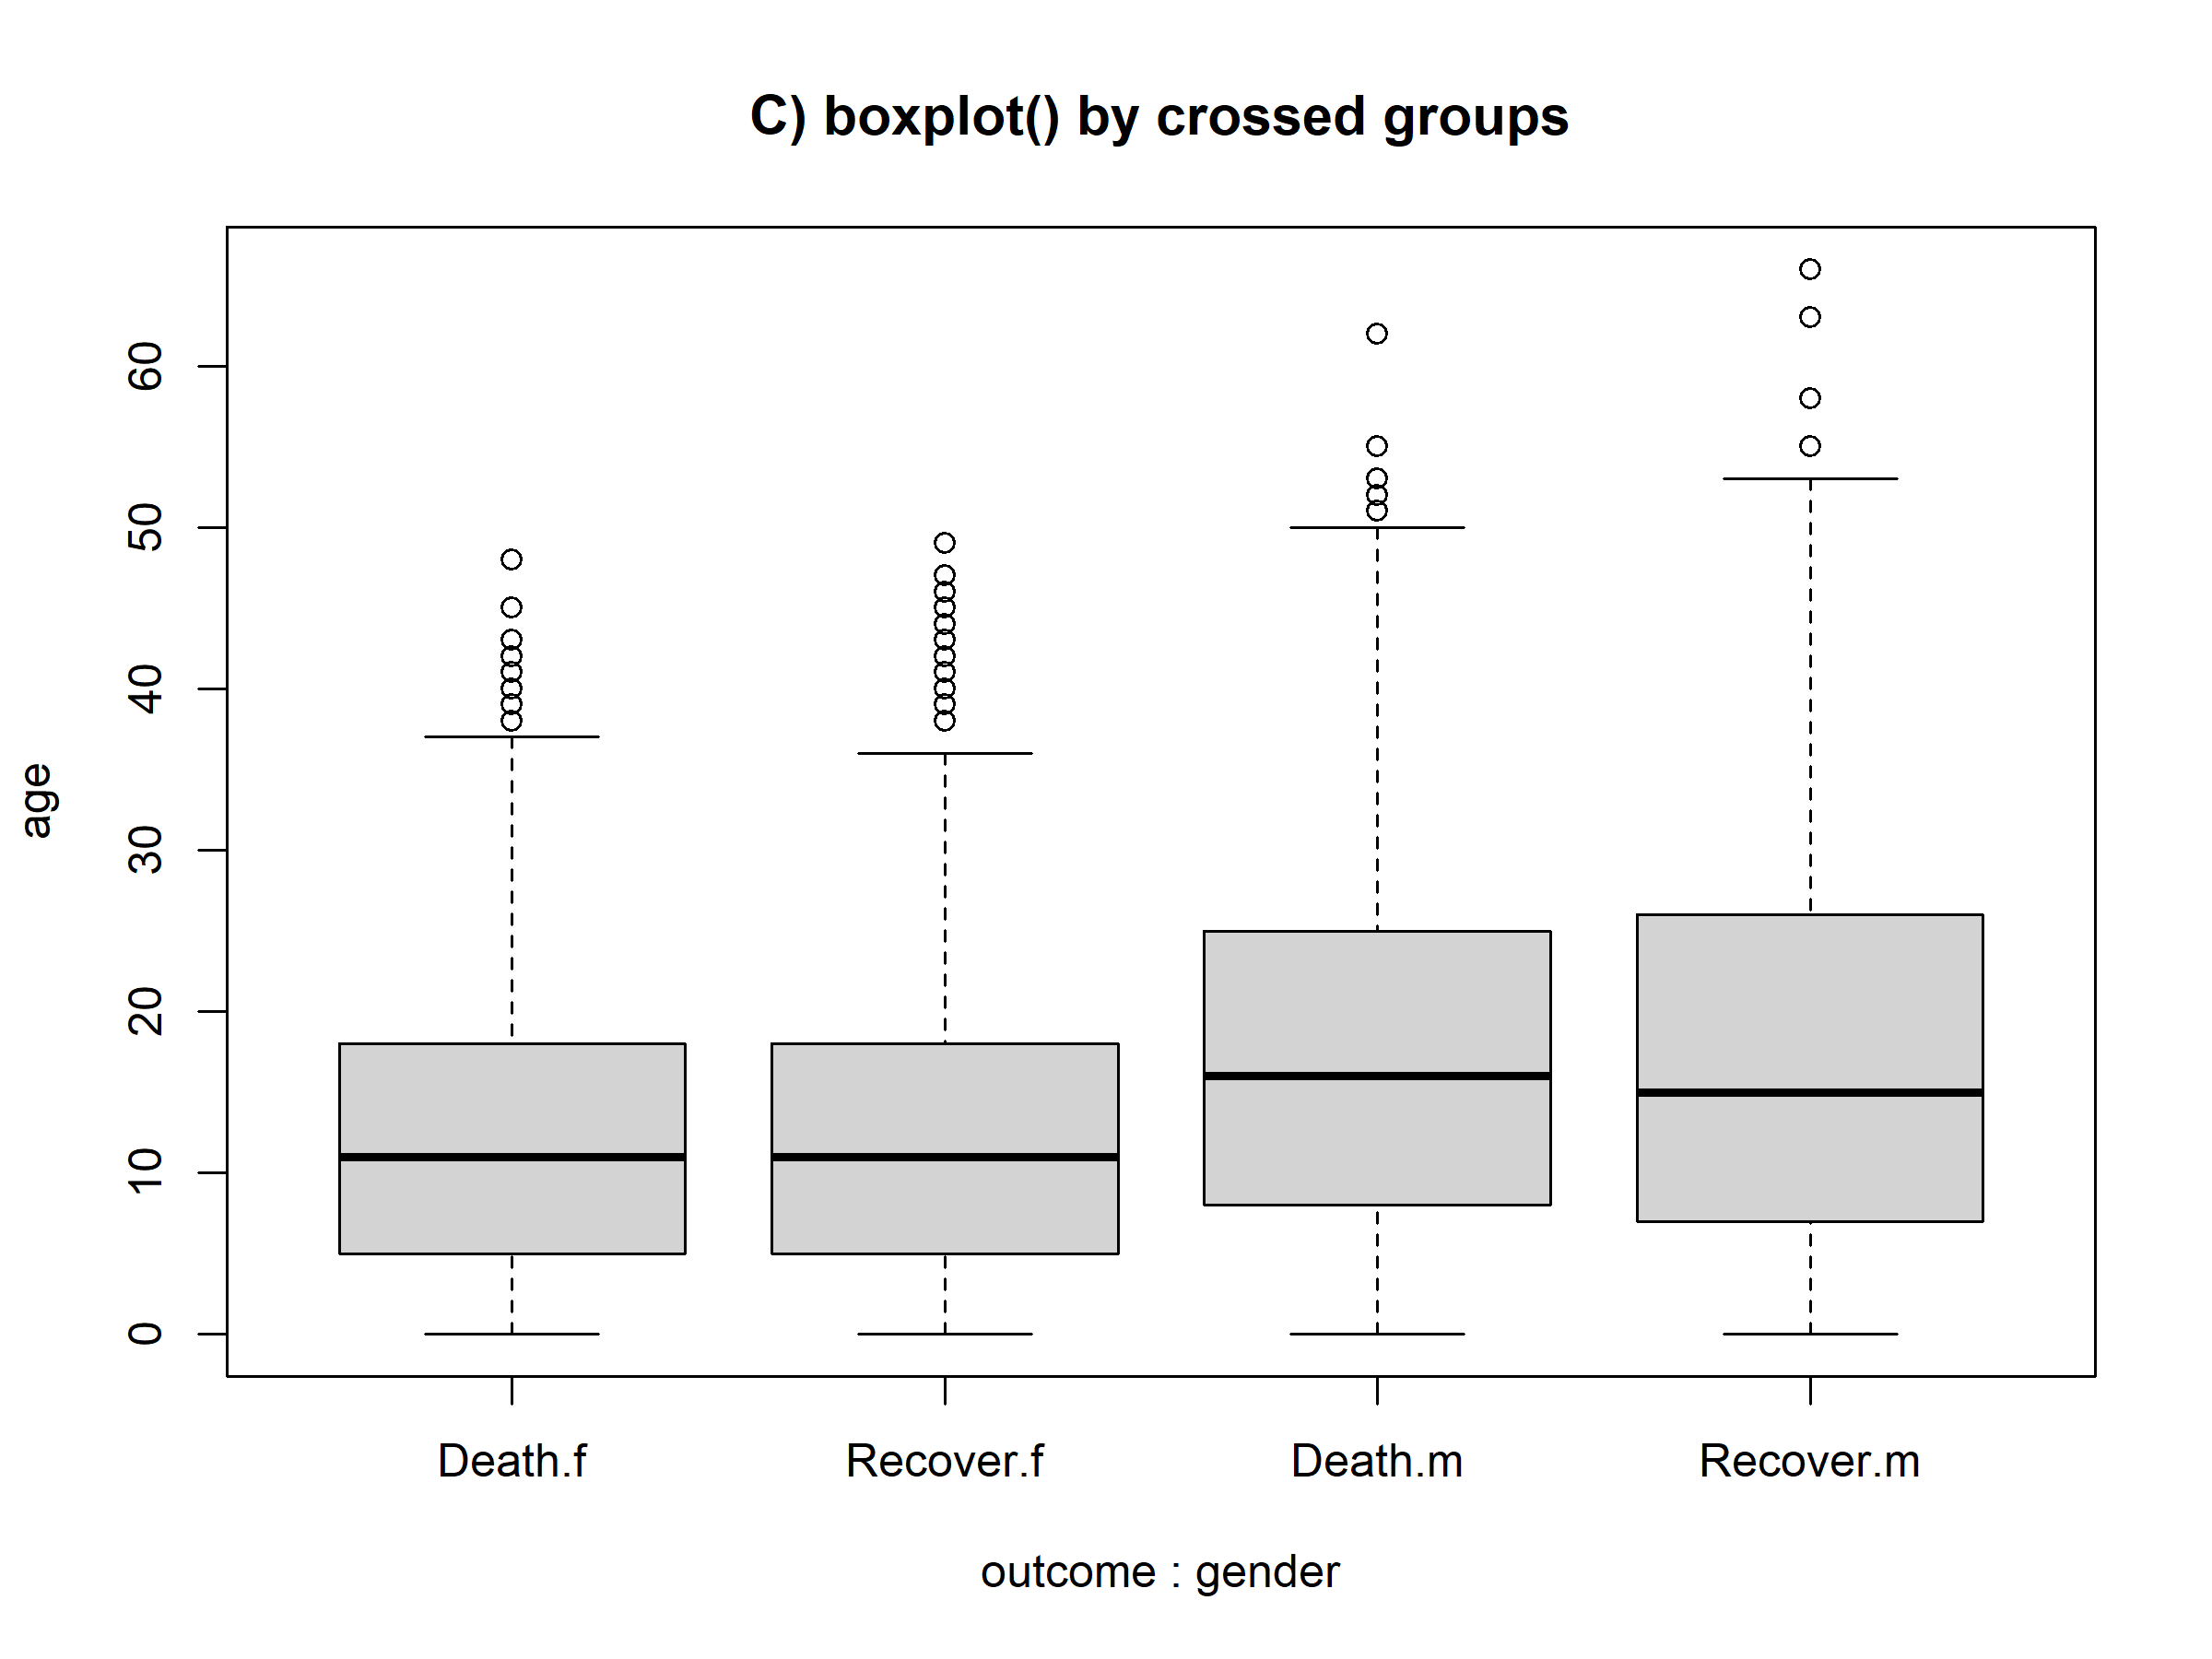 C) boxplot() by crossed groups
60
50
40
30
20
10
0
age
Death.f
Recover.f
Death.m
Recover.m
outcome : gender